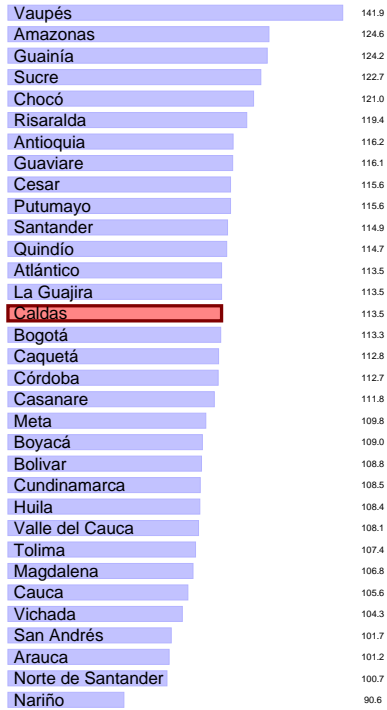 Vaupés 141.9
Amazonas 124.6
Guainía 124.2
Sucre 122.7
Chocó 121.0
Risaralda 119.4
Antioquia 116.2
Guaviare 116.1
Cesar 115.6
Putumayo 115.6
Santander 114.9
Quindío 114.7
Atlántico 113.5
La Guajira 113.5
Caldas 113.5
Bogotá 113.3
Caquetá 112.8
Córdoba 112.7
Casanare 111.8
Meta 109.8
Boyacá 109.0
Bolivar 108.8
Cundinamarca 108.5
Huila 108.4
Valle del Cauca 108.1
Tolima 107.4
Magdalena 106.8
Cauca 105.6
Vichada 104.3
San Andrés 101.7
Arauca 101.2
Norte de Santander 100.7
Nariño 90.6